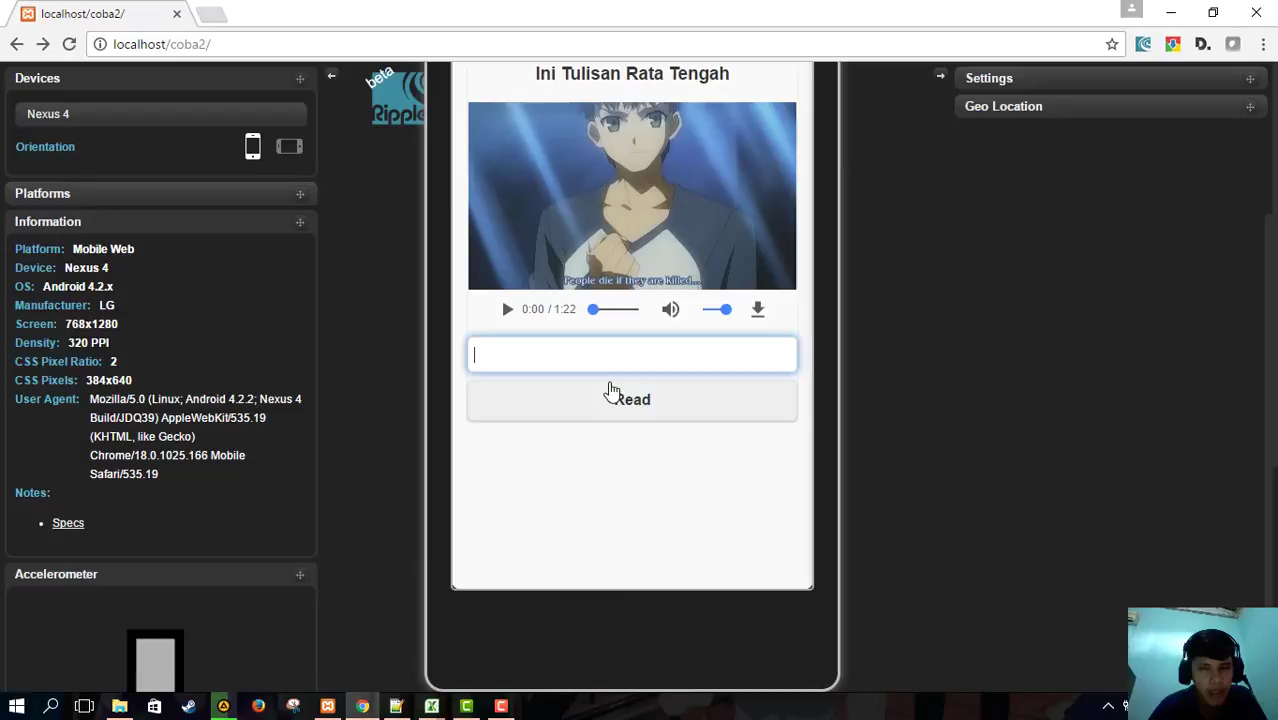 localhost/coba2/
localhost/coba2/
Devices
Nexus 4
Orientation
Platforms
Information
Platform: Mobile Web
Device: Nexus 4
OS: Android 4.2.x
Manufacturer: LG
Screen: 768x1280
Density: 320 PPI
CSS Pixel Ratio: 2
CSS Pixels: 384x640
User Agent: Mozilla/5.0 (Linux; Android 4.2.2; Nexus 4
Build/JDQ39) AppleWebKit/535.19
(KHTML, like Gecko)
Chrome/18.0.1025.166 Mobile
Safari/535.19
Notes:
Specs
Accelerometer
beta
Ripple
Ini Tulisan Rata Tengah
People die if they are killed...
0:00 / 1:22
Read
Settings
Geo Location